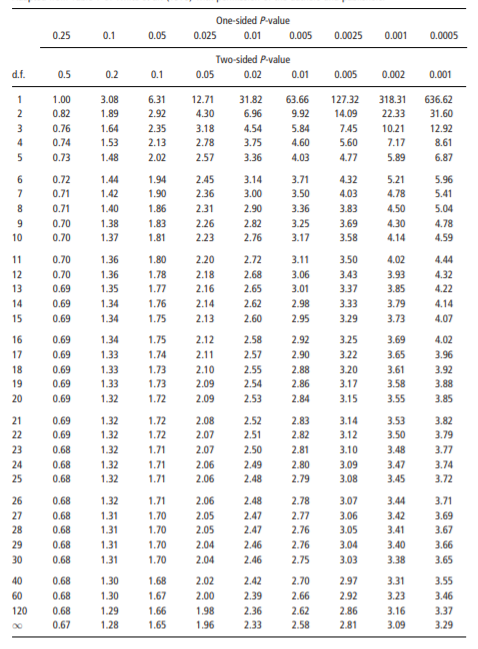 One-sided P-value
0.25 0.1 0.05 0.025 0.01 0.005 0.0025 0.001 0.0005
Two-sided P-value
d.f. 0.5 0.2 0.1 0.05 0.02 0.01 0.005 0.002 0.001
1 1.00 3.08 6.31 12.71 31.82 63.66 127.32 318.31 636.62
2 0.82 1.89 2.92 4.30 6.96 9.92 14.09 22.33 31.60
3 0.76 1.64 2.35 3.18 4.54 5.84 7.45 10.21 12.92
4 0.74 1.53 2.13 2.78 3.75 4.60 5.60 7.17 8.61
5 0.73 1.48 2.02 2.57 3.36 4.03 4.77 5.89 6.87
6 0.72 1.44 1.94 2.45 3.14 3.71 4.32 5.21 5.96
7 0.71 1.42 1.90 2.36 3.00 3.50 4.03 4.78 5.41
8 0.71 1.40 1.86 2.31 2.90 3.36 3.83 4.50 5.04
9 0.70 1.38 1.83 2.26 2.82 3.25 3.69 4.30 4.78
10 0.70 1.37 1.81 2.23 2.76 3.17 3.58 4.14 4.59
11 0.70 1.36 1.80 2.20 2.72 3.11 3.50 4.02 4.44
12 0.70 1.36 1.78 2.18 2.68 3.06 3.43 3.93 4.32
13 0.69 1.35 1.77 2.16 2.65 3.01 3.37 3.85 4.22
14 0.69 1.34 1.76 2.14 2.62 2.98 3.33 3.79 4.14
15 0.69 1.34 1.75 2.13 2.60 2.95 3.29 3.73 4.07
16 0.69 1.34 1.75 2.12 2.58 2.92 3.25 3.69 4.02
17 0.69 1.33 1.74 2.11 2.57 2.90 3.22 3.65 3.96
18 0.69 1.33 1.73 2.10 2.55 2.88 3.20 3.61 3.92
19 0.69 1.33 1.73 2.09 2.54 2.86 3.17 3.58 3.88
20 0.69 1.32 1.72 2.09 2.53 2.84 3.15 3.55 3.85
21 0.69 1.32 1.72 2.08 2.52 2.83 3.14 3.53 3.82
22 0.69 1.32 1.72 2.07 2.51 2.82 3.12 3.50 3.79
23 0.68 1.32 1.71 2.07 2.50 2.81 3.10 3.48 3.77
24 0.68 1.32 1.71 2.06 2.49 2.80 3.09 3.47 3.74
25 0.68 1.32 1.71 2.06 2.48 2.79 3.08 3.45 3.72
26 0.68 1.32 1.71 2.06 2.48 2.78 3.07 3.44 3.71
27 0.68 1.31 1.70 2.05 2.47 2.77 3.06 3.42 3.69
28 0.68 1.31 1.70 2.05 2.47 2.76 3.05 3.41 3.67
29 0.68 1.31 1.70 2.04 2.46 2.76 3.04 3.40 3.66
30 0.68 1.31 1.70 2.04 2.46 2.75 3.03 3.38 3.65
40 0.68 1.30 1.68 2.02 2.42 2.70 2.97 3.31 3.55
60 0.68 1.30 1.67 2.00 2.39 2.66 2.92 3.23 3.46
120 0.68 1.29 1.66 1.98 2.36 2.62 2.86 3.16 3.37
∞ 0.67 1.28 1.65 1.96 2.33 2.58 2.81 3.09 3.29